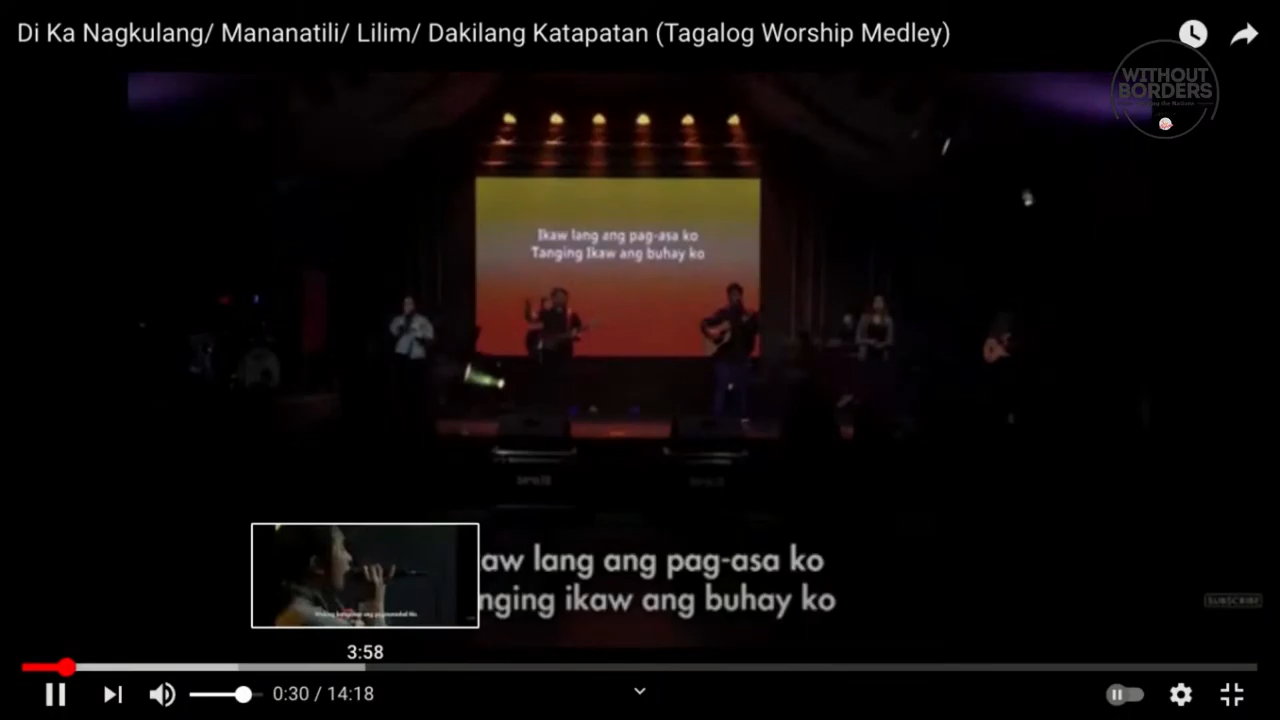 Di Ka Nagkulang/ Mananatili/ Lilim/ Dakilang Katapatan (Tagalog Worship Medley)
WITHOUT
BORDERS
Ikaw lang ang pag-asa ko
Tanging Ikaw ang buhay ko
aw lang ang pag-asa ko
nging ikaw ang buhay ko
SUBSCRIBE
3:58
0:30 / 14:18